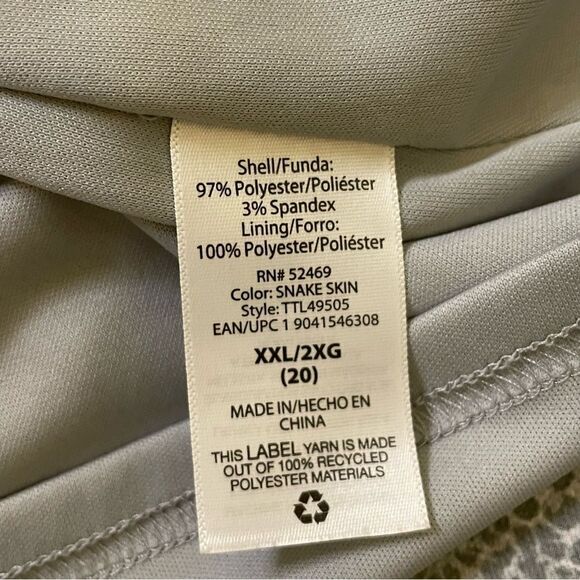 Shell/Funda:
97% Polyester/Poliéster
3% Spandex
Lining/Forro:
100% Polyester/Poliéster
RN# 52469
Color: SNAKE SKIN
Style: TTL49505
EAN/UPC 1 9041546308
XXL/2XG
(20)
MADE IN/HECHO EN
CHINA
THIS LABEL YARN IS MADE
OUT OF 100% RECYCLED
POLYESTER MATERIALS